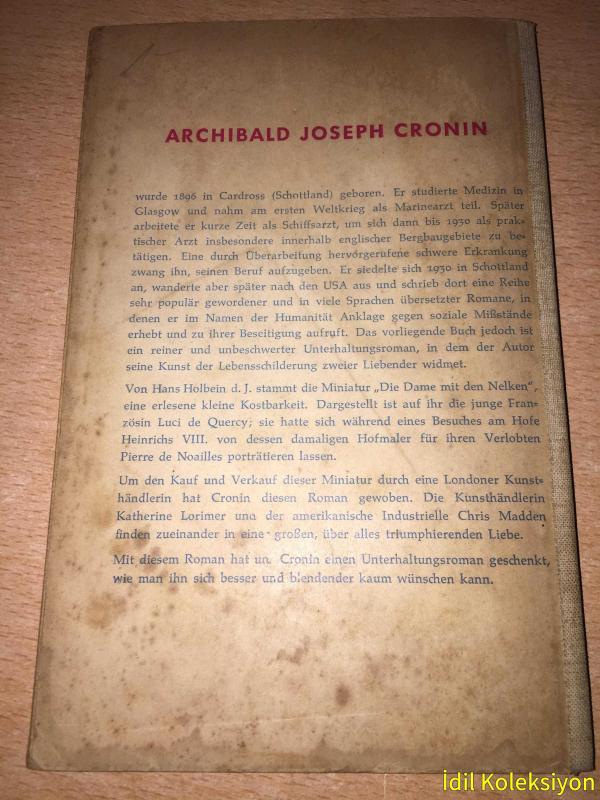 ARCHIBALD JOSEPH CRONIN
wurde 1896 in Cardross (Schottland) geboren. Er studierte Medizin in
Glasgow und nahm am ersten Weltkrieg als Marinearzt teil. Später
arbeitete er kurze Zeit als Schiffsarzt, um sich dann bis 1930 als prak-
tischer Arzt insbesondere innerhalb englischer Bergbaugebiete zu be-
tätigen. Eine durch Überarbeitung hervorgerufene schwere Erkrankung
zwang ihn, seinen Beruf aufzugeben. Er siedelte sich 1930 in Schottland
an, wanderte aber später nach den USA aus und schrieb dort eine Reihe
sehr populär gewordener und in viele Sprachen übersetzter Romane, in
denen er im Namen der Humanität Anklage gegen soziale Mißstände
erhebt und zu ihrer Beseitigung aufruft. Das vorliegende Buch jedoch ist
ein reiner und unbeschwerter Unterhaltungsroman, in dem der Autor
seine Kunst der Lebensschilderung zweier Liebender widmet.
Von Hans Holbein d. J. stammt die Miniatur „Die Dame mit den Nelken“,
eine erlesene kleine Kostbarkeit. Dargestellt ist auf ihr die junge Fran-
zösin Luci de Quercy; sie hatte sich während eines Besuches am Hofe
Heinrichs VIII. von dessen damaligen Hofmaler für ihren Verlobten
Pierre de Noailles porträtieren lassen.
Um den Kauf und Verkauf dieser Miniatur durch eine Londoner Kunst-
händlerin hat Cronin diesen Roman gewoben. Die Kunsthändlerin
Katherine Lorimer und der amerikanische Industrielle Chris Madden
finden zueinander in eine großen, über alles triumphierenden Liebe.
Mit diesem Roman hat un Cronin einen Unterhaltungsroman geschenkt,
wie man ihn sich besser und blendender kaum wünschen kann.
İdil Koleksiyon